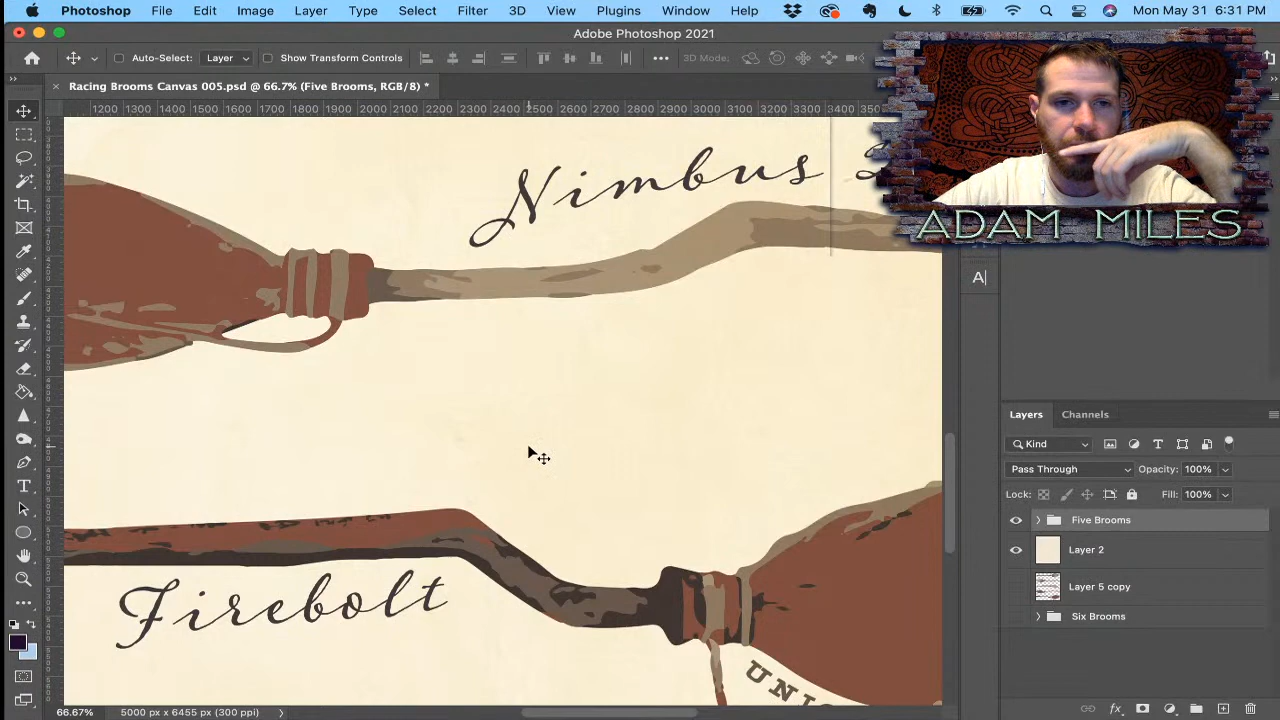 Photoshop File Edit Image Layer Type Select Filter 3D View Plugins Window Help Mon May 31 6:31 PM
Adobe Photoshop 2021
Auto-Select: Layer Show Transform Controls ••• 3D Mode:
Racing Brooms Canvas 005.psd @ 66.7% (Five Brooms, RGB/8) *
1200 1300 1400 1500 1600 1700 1800 1900 2000 2100 2200 2300 2400 2500 2600 2700 2800 2900 3000 3100 3200 3300 3400
Nimbus
ADAM MILES
A
Firebolt
Layers Channels
Kind
Pass Through Opacity: 100%
Lock: Fill: 100%
Five Brooms
Layer 2
Layer 5 copy
Six Brooms
66.67% 5000 px x 6455 px (300 ppi)